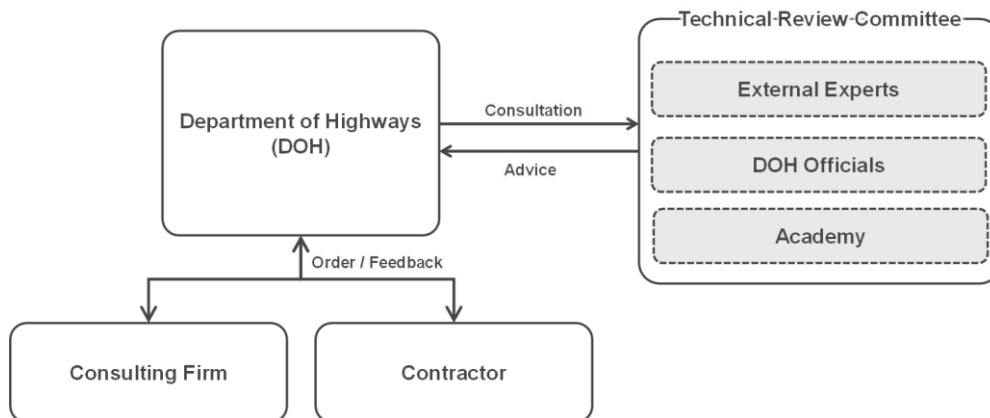 Technical Review Committee
External Experts
Department of Highways
(DOH)
Consultation
DOH Officials
Advice
Academy
Order / Feedback
Consulting Firm
Contractor